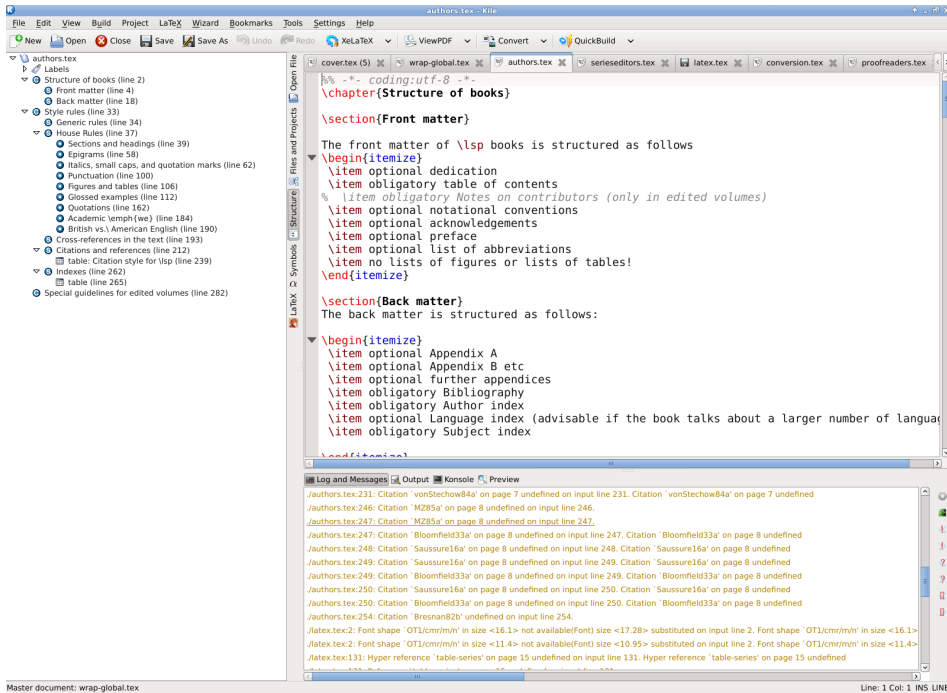 authors.tex - Kile
File Edit View Build Project LaTeX Wizard Bookmarks Tools Settings Help
New Open Close Save Save As Undo Redo XeLaTeX ViewPDF Convert QuickBuild
authors.tex
Labels
Structure of books (line 2)
Front matter (line 4)
Back matter (line 18)
Style rules (line 33)
Generic rules (line 34)
House Rules (line 37)
Sections and headings (line 39)
Epigrams (line 58)
Italics, small caps, and quotation marks (line 62)
Punctuation (line 100)
Figures and tables (line 106)
Glossed examples (line 112)
Quotations (line 162)
Academic \emph{we} (line 184)
British vs.\ American English (line 190)
Cross-references in the text (line 193)
Citations and references (line 212)
table: Citation style for \lsp (line 239)
Indexes (line 262)
table (line 265)
Special guidelines for edited volumes (line 282)
Open File
Files and Projects
Structure
Symbols
LaTeX
cover.tex (5) wrap-global.tex authors.tex serieseditors.tex latex.tex conversion.tex proofreaders.tex
%% -*- coding:utf-8 -*-
\chapter{Structure of books}
\section{Front matter}
The front matter of \lsp books is structured as follows
\begin{itemize}
\item optional dedication
\item obligatory table of contents
% \item obligatory Notes on contributors (only in edited volumes)
\item optional notational conventions
\item optional acknowledgements
\item optional preface
\item optional list of abbreviations
\item no lists of figures or lists of tables!
\end{itemize}
\section{Back matter}
The back matter is structured as follows:
\begin{itemize}
\item optional Appendix A
\item optional Appendix B etc
\item optional further appendices
\item obligatory Bibliography
\item obligatory Author index
\item optional Language index (advisable if the book talks about a larger number of languag
\item obligatory Subject index
\end{itemize}
Log and Messages Output Konsole Preview
./authors.tex:231: Citation `vonStechow84a' on page 7 undefined on input line 231. Citation `vonStechow84a' on page 7 undefined
./authors.tex:246: Citation `MZ85a' on page 8 undefined on input line 246.
./authors.tex:247: Citation `MZ85a' on page 8 undefined on input line 247.
./authors.tex:247: Citation `Bloomfield33a' on page 8 undefined on input line 247. Citation `Bloomfield33a' on page 8 undefined
./authors.tex:248: Citation `Saussure16a' on page 8 undefined on input line 248. Citation `Saussure16a' on page 8 undefined
./authors.tex:249: Citation `Saussure16a' on page 8 undefined on input line 249. Citation `Saussure16a' on page 8 undefined
./authors.tex:249: Citation `Bloomfield33a' on page 8 undefined on input line 249. Citation `Bloomfield33a' on page 8 undefined
./authors.tex:250: Citation `Saussure16a' on page 8 undefined on input line 250. Citation `Saussure16a' on page 8 undefined
./authors.tex:250: Citation `Bloomfield33a' on page 8 undefined on input line 250. Citation `Bloomfield33a' on page 8 undefined
./authors.tex:254: Citation `Bresnan82b' undefined on input line 254.
./latex.tex:2: Font shape `OT1/cmr/m/n' in size <16.1> not available(Font) size <17.28> substituted on input line 2. Font shape `OT1/cmr/m/n' in size <16.1>
./latex.tex:2: Font shape `OT1/cmr/m/n' in size <11.4> not available(Font) size <10.95> substituted on input line 2. Font shape `OT1/cmr/m/n' in size <11.4>
./latex.tex:131: Hyper reference `table-series' on page 15 undefined on input line 131. Hyper reference `table-series' on page 15 undefined
Master document: wrap-global.tex
Line: 1 Col: 1 INS LINE